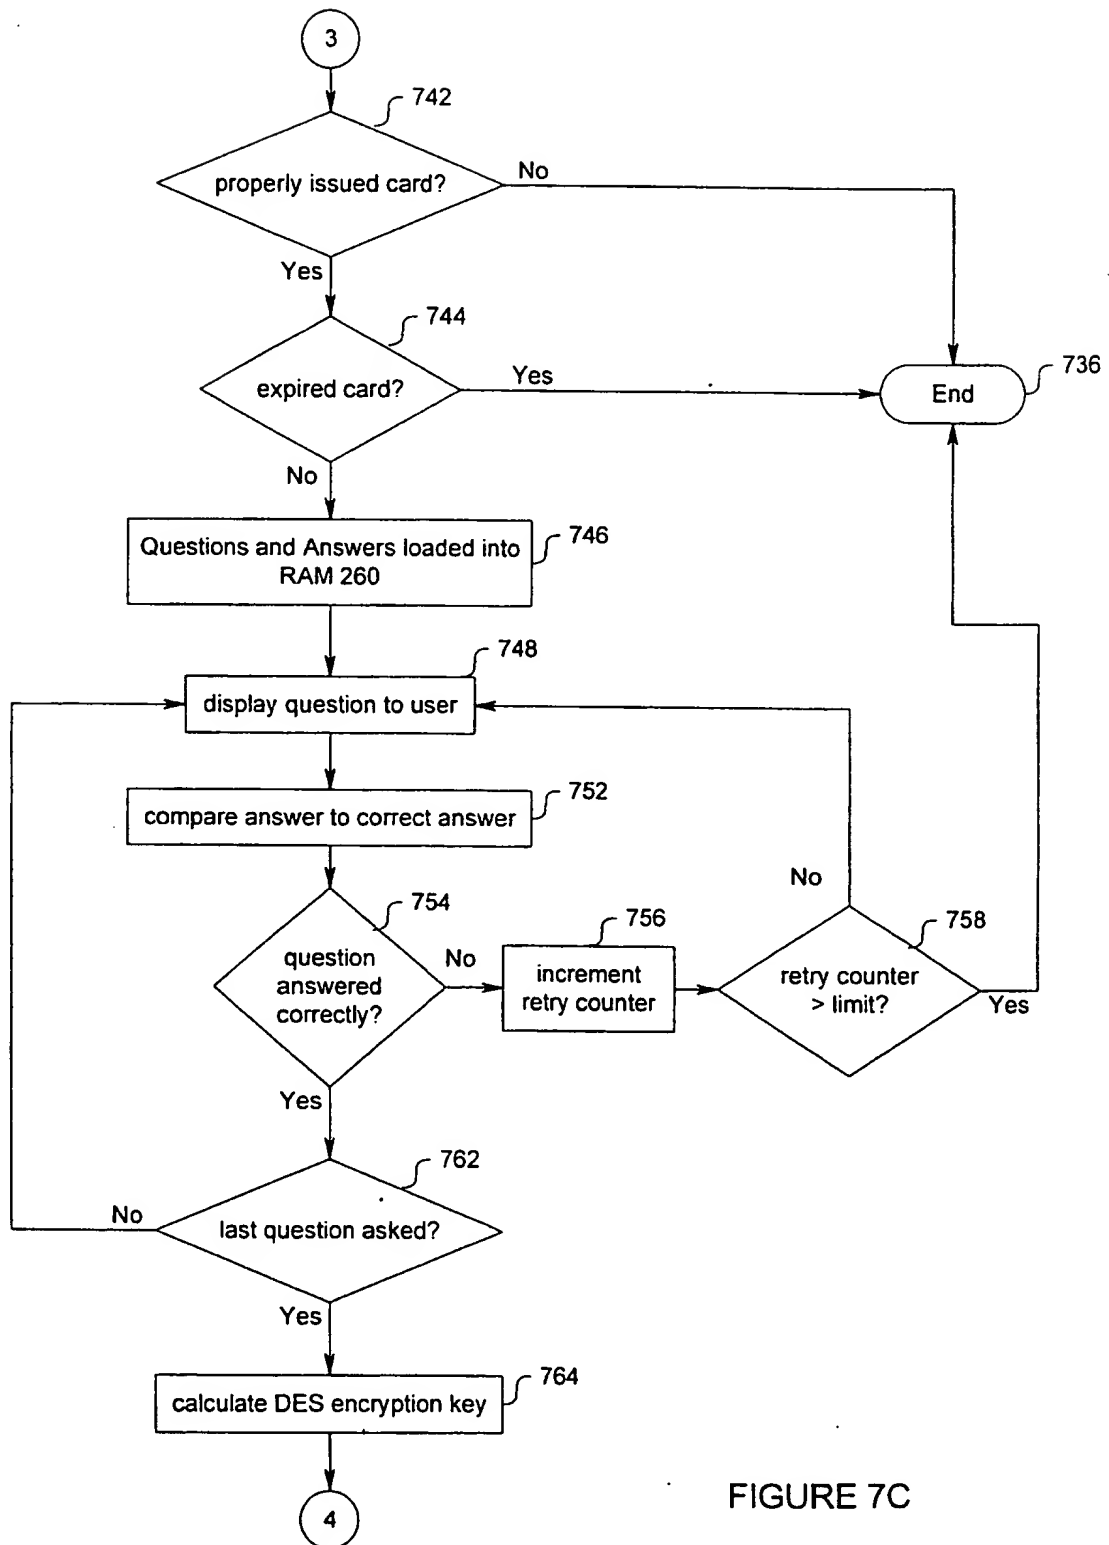 3
742
properly issued card?
No
Yes
744
expired card?
Yes
736
End
No
746
Questions and Answers loaded into
RAM 260
748
display question to user
752
compare answer to correct answer
No
754
756
758
question
answered
correctly?
No
increment
retry counter
retry counter
> limit?
Yes
Yes
762
No
last question asked?
Yes
764
calculate DES encryption key
4
FIGURE 7C